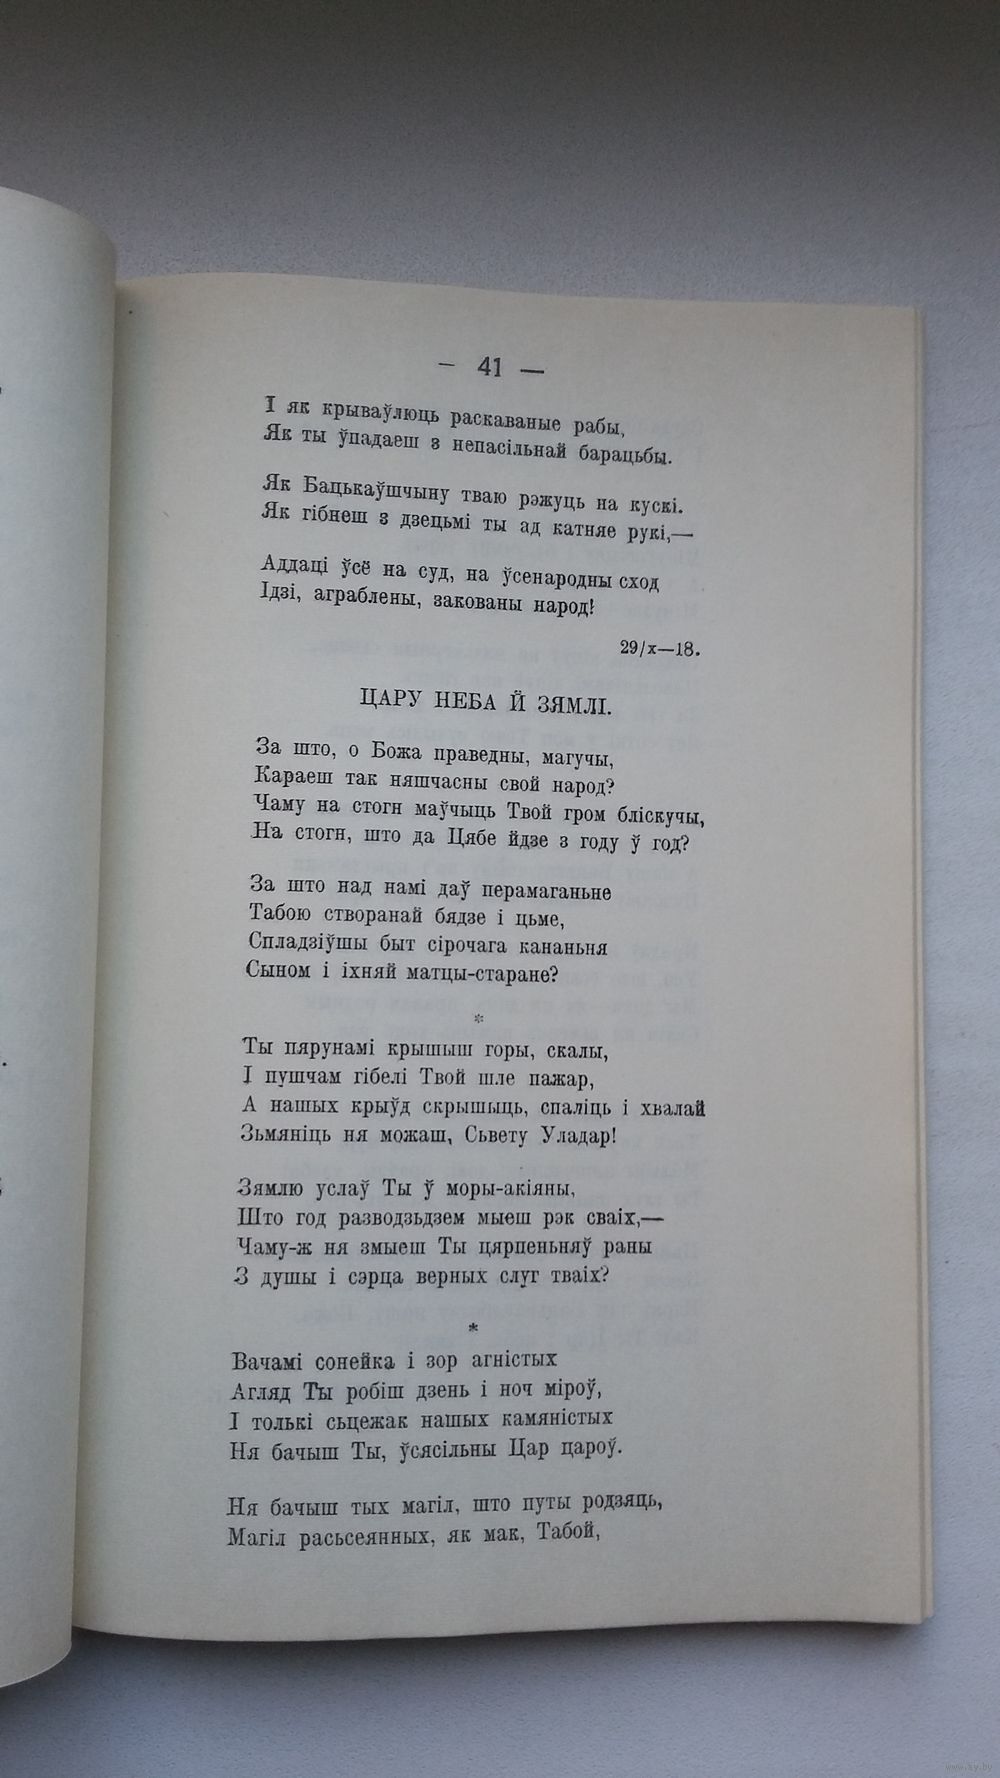 — 41 —
І як крываўлюць раскаваные рабы,
Як ты ўпадаеш з непасільнай барацьбы.
Як Бацькаўшчыну тваю рэжуць на кускі.
Як гібнеш з дзецьмі ты ад катняе рукі,—
Аддаці ўсё на суд, на ўсенародны сход
Ідзі, аграблены, закованы народ!
29/х—18.
ЦАРУ НЕБА Й ЗЯМЛІ.
За што, о Божа праведны, магучы,
Караеш так няшчасны свой народ?
Чаму на стогн маўчыць Твой гром бліскучы,
На стогн, што да Цябе йдзе з году ў год?
За што над намі даў перамаганьне
Табою створанай бядзе і цьме,
Спладзіўшы быт сірочага кананьня
Сыном і іхняй матцы-старане?
*
Ты пярунамі крышыш горы, скалы,
І пушчам гібелі Твой шле пажар,
А нашых крыўд скрышыць, спаліць і хвалай
Зьмяніць ня можаш, Сьвету Уладар!
Зямлю услаў Ты ў моры-акіяны,
Што год разводзьдзем мыеш рэк сваіх,—
Чаму-ж ня змыеш Ты цярпеньняў раны
З душы і сэрца верных слуг тваіх?
*
Вачамі сонейка і зор агністых
Агляд Ты робіш дзень і ноч міроў,
І толькі сьцежак нашых камяністых
Ня бачыш Ты, ўсясільны Цар цароў.
Ня бачыш тых магіл, што путы родзяць,
Магіл расьсеянных, як мак, Табой,
www.ay.by